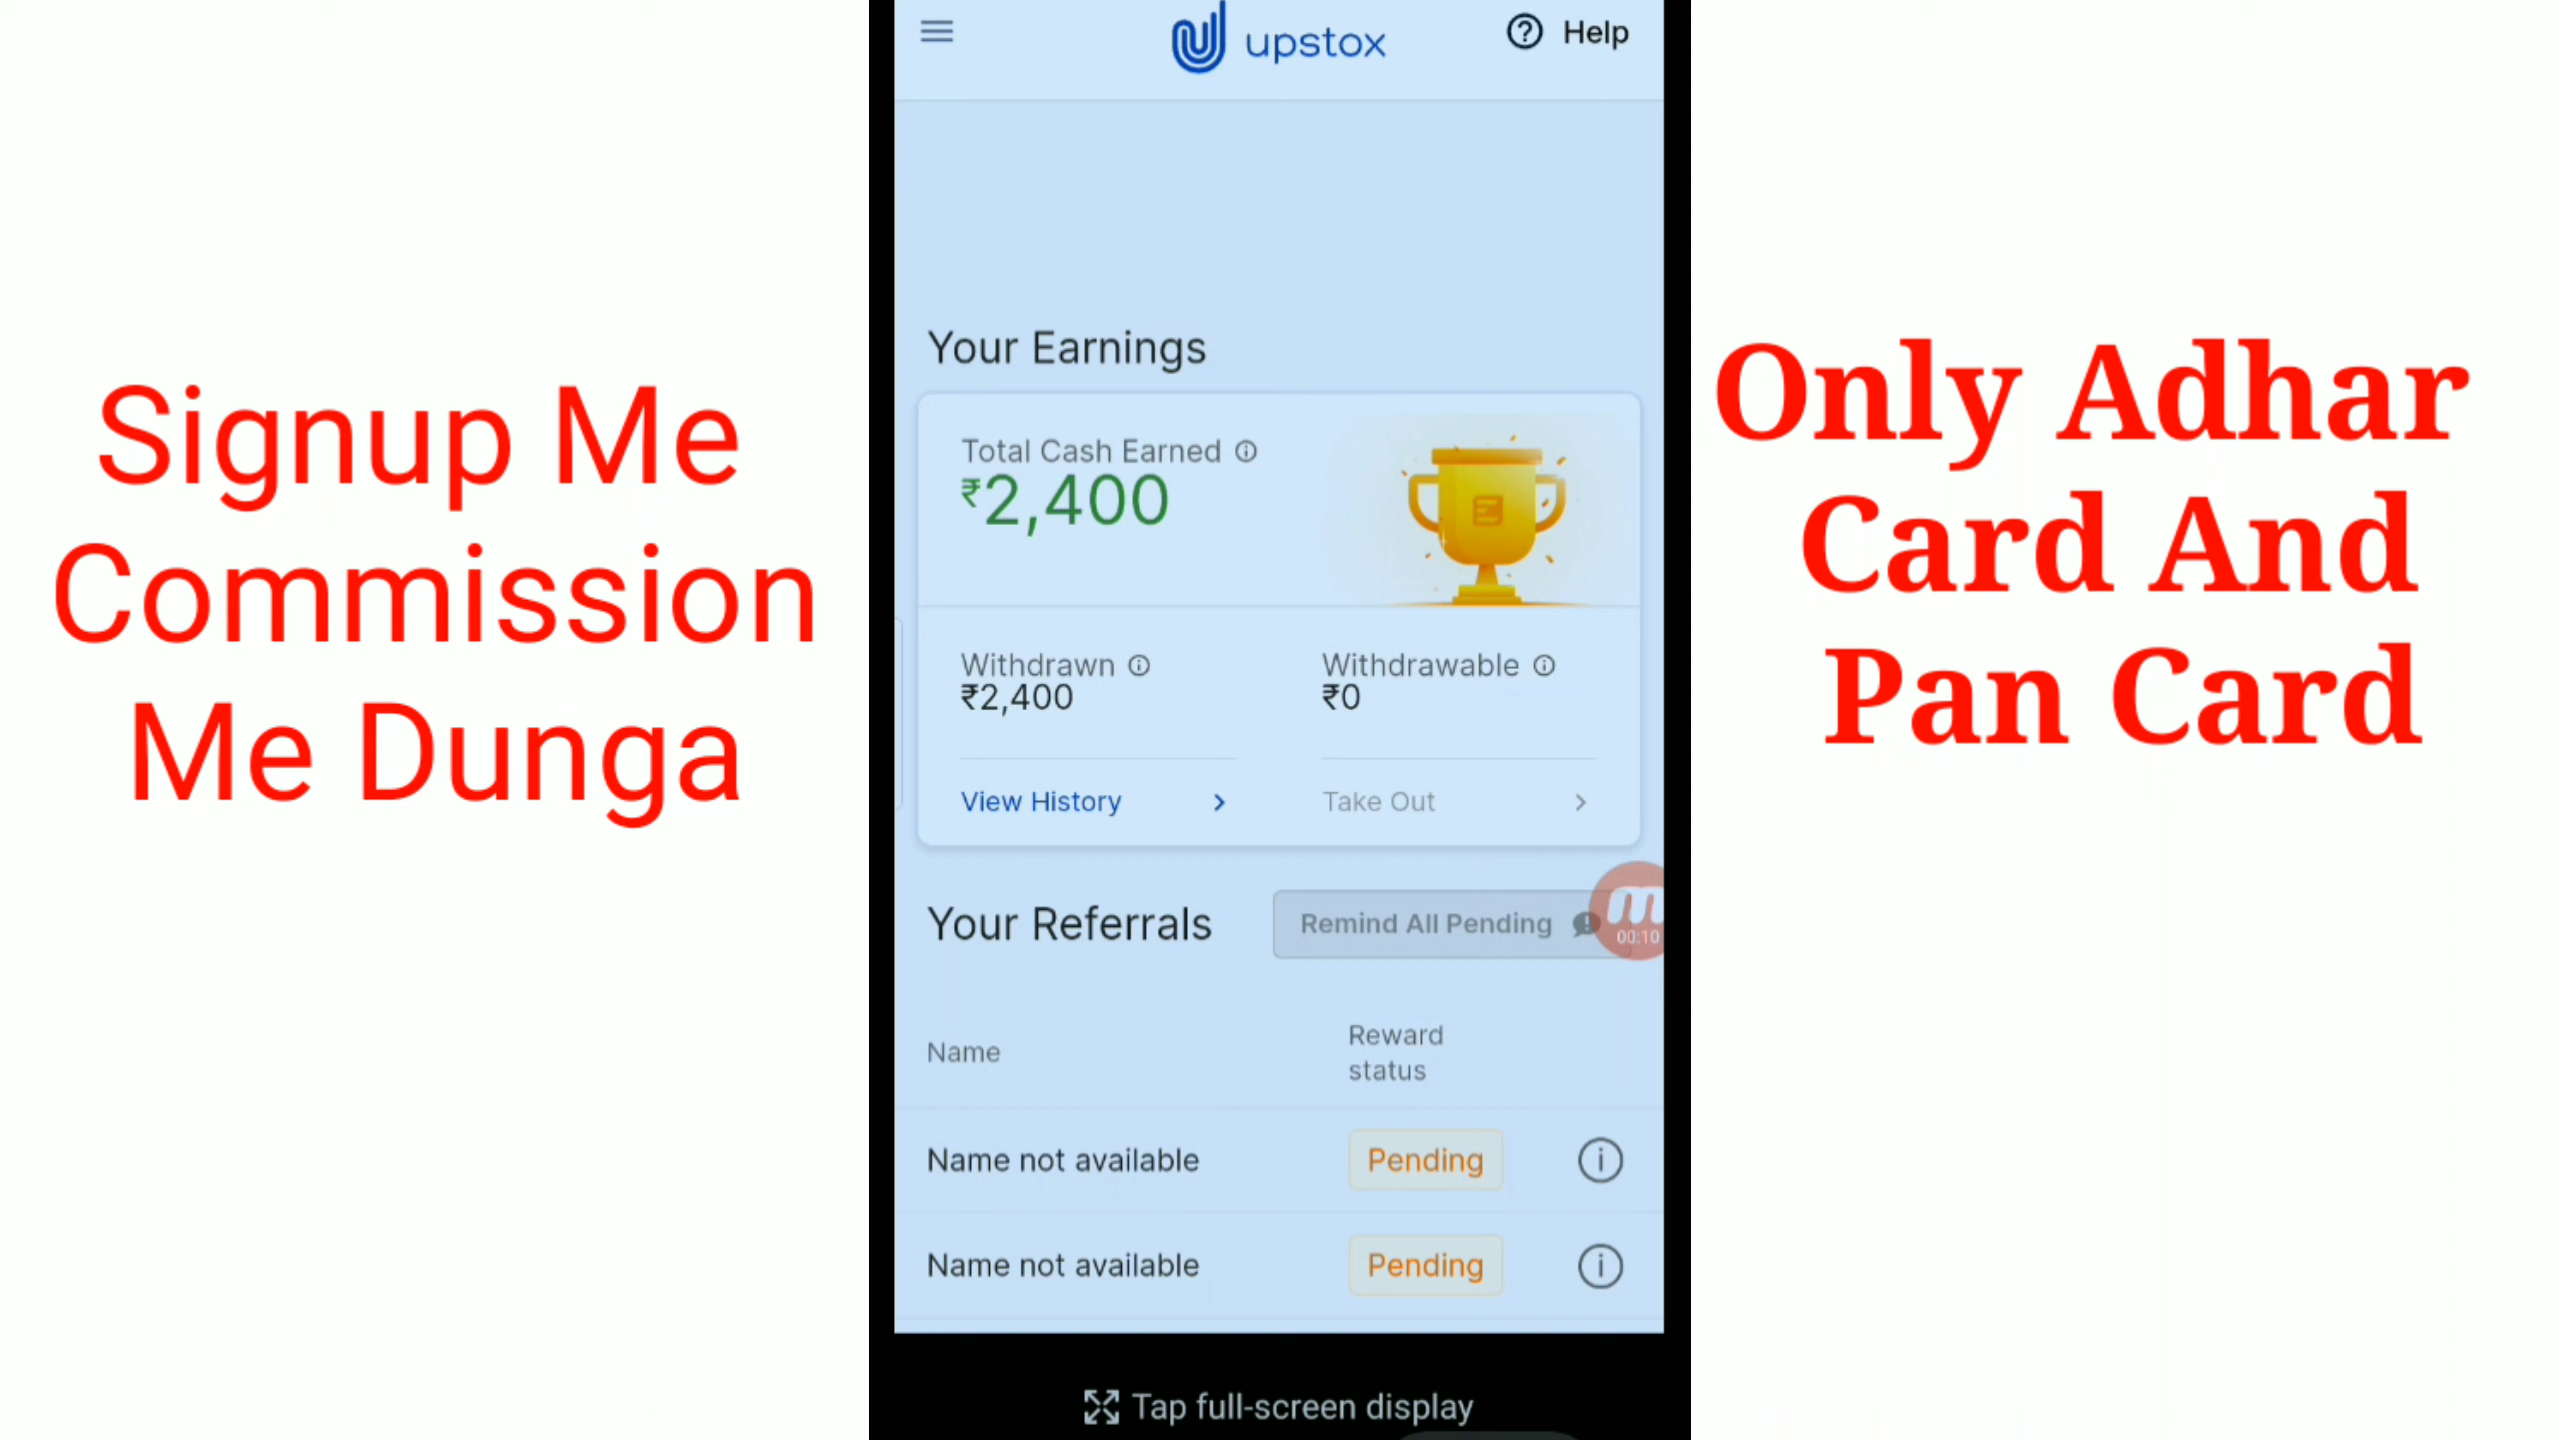 upstox
Help
Signup Me
Commission
Me Dunga
Your Earnings
Total Cash Earned
₹2,400
Withdrawn
₹2,400
Withdrawable
₹0
View History
Take Out
Your Referrals
Remind All Pending
00:10
Name
Reward
status
Name not available
Pending
Name not available
Pending
Tap full-screen display
Only Adhar
Card And
Pan Card